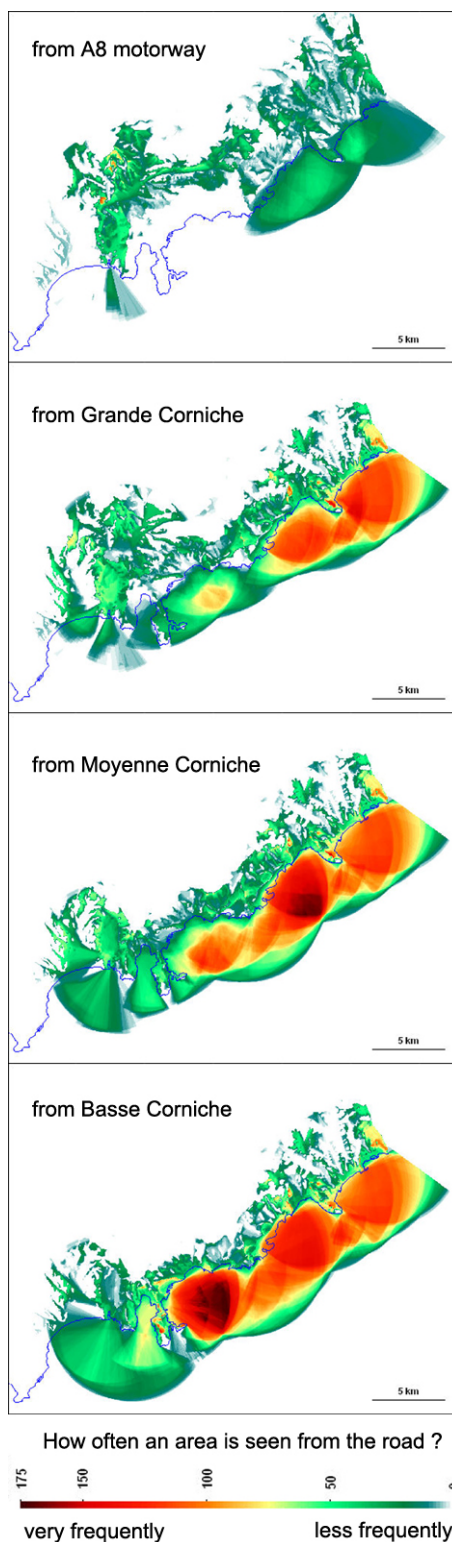 from A8 motorway
5 km
from Grande Corniche
5 km
from Moyenne Corniche
5 km
from Basse Corniche
5 km
How often an area is seen from the road ?
175 150 100 50 0
very frequently less frequently